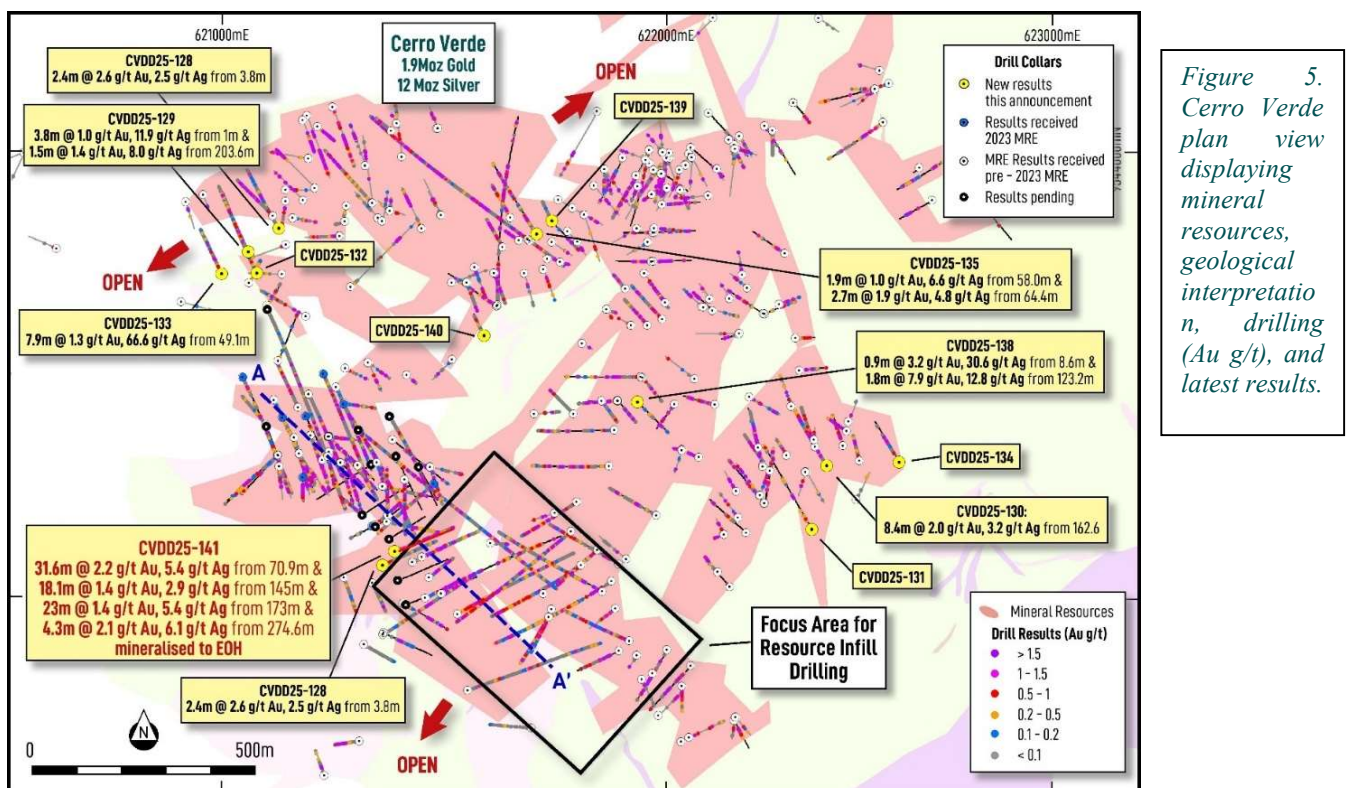 621000mE
622000mE
623000mE
CVDD25-128
2.4m @ 2.6 g/t Au, 2.5 g/t Ag from 3.8m
CVDD25-129
3.8m @ 1.0 g/t Au, 11.9 g/t Ag from 1m &
1.5m @ 1.4 g/t Au, 8.0 g/t Ag from 203.6m
Cerro Verde
1.9Moz Gold
12 Moz Silver
OPEN
CVDD25-139
Drill Collars
New results
this announcement
Results received
2023 MRE
MRE Results received
pre - 2023 MRE
Results pending
OPEN
CVDD25-132
CVDD25-133
7.9m @ 1.3 g/t Au, 66.6 g/t Ag from 49.1m
CVDD25-140
CVDD25-135
1.9m @ 1.0 g/t Au, 6.6 g/t Ag from 58.0m &
2.7m @ 1.9 g/t Au, 4.8 g/t Ag from 64.4m
CVDD25-138
0.9m @ 3.2 g/t Au, 30.6 g/t Ag from 8.6m &
1.8m @ 7.9 g/t Au, 12.8 g/t Ag from 123.2m
A
CVDD25-134
CVDD25-130:
8.4m @ 2.0 g/t Au, 3.2 g/t Ag from 162.6
CVDD25-131
CVDD25-141
31.6m @ 2.2 g/t Au, 5.4 g/t Ag from 70.9m &
18.1m @ 1.4 g/t Au, 2.9 g/t Ag from 145m &
23m @ 1.4 g/t Au, 5.4 g/t Ag from 173m &
4.3m @ 2.1 g/t Au, 6.1 g/t Ag from 274.6m
mineralised to EOH
CVDD25-128
2.4m @ 2.6 g/t Au, 2.5 g/t Ag from 3.8m
A'
Focus Area for
Resource Infill
Drilling
OPEN
N
0
500m
Mineral Resources
Drill Results (Au g/t)
> 1.5
1 - 1.5
0.5 - 1
0.2 - 0.5
0.1 - 0.2
< 0.1
Figure 5.
Cerro Verde
plan view
displaying
mineral
resources,
geological
interpretatio
n, drilling
(Au g/t), and
latest results.